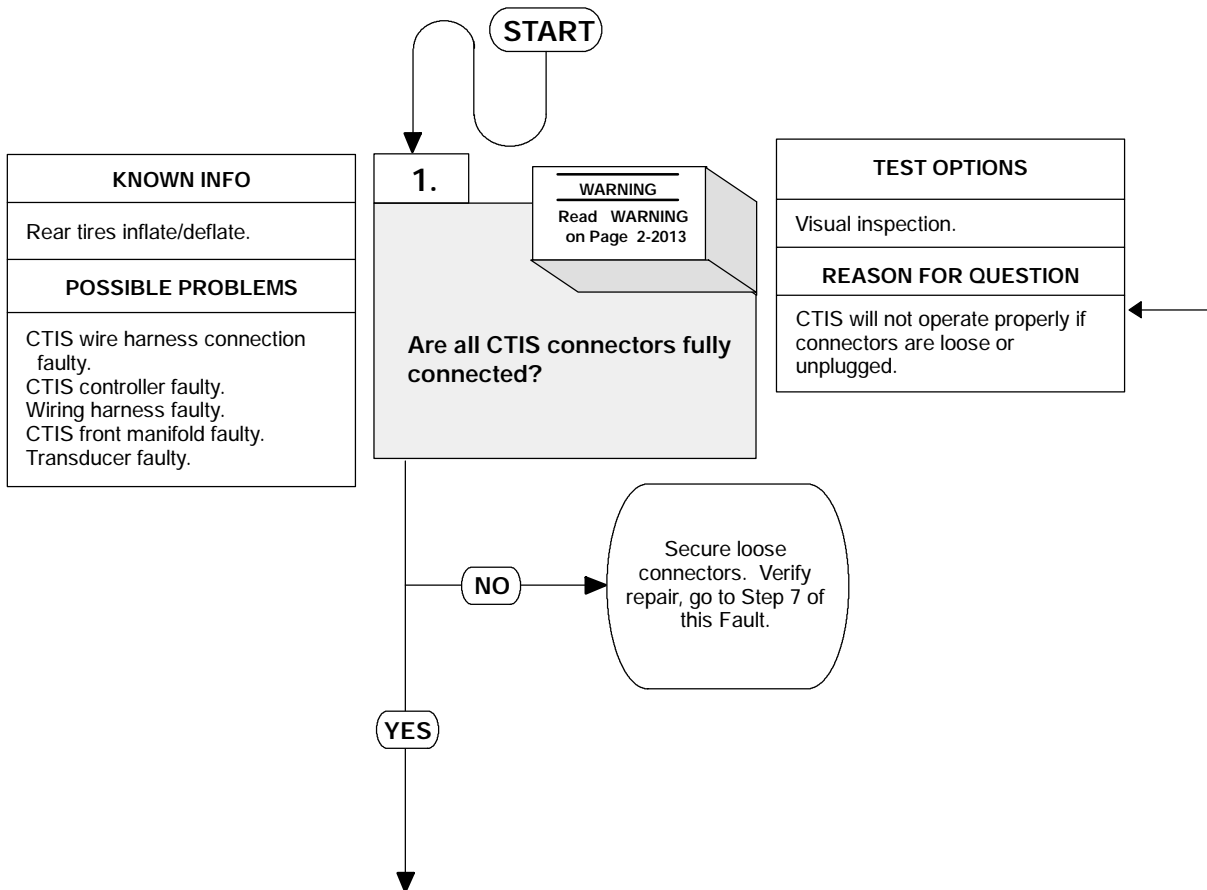 START
KNOWN INFO
Rear tires inflate/deflate.
POSSIBLE PROBLEMS
CTIS wire harness connection
faulty.
CTIS controller faulty.
Wiring harness faulty.
CTIS front manifold faulty.
Transducer faulty.
1.
WARNING
Read WARNING
on Page 2-2013
Are all CTIS connectors fully
connected?
TEST OPTIONS
Visual inspection.
REASON FOR QUESTION
CTIS will not operate properly if
connectors are loose or
unplugged.
NO
Secure loose
connectors. Verify
repair, go to Step 7 of
this Fault.
YES